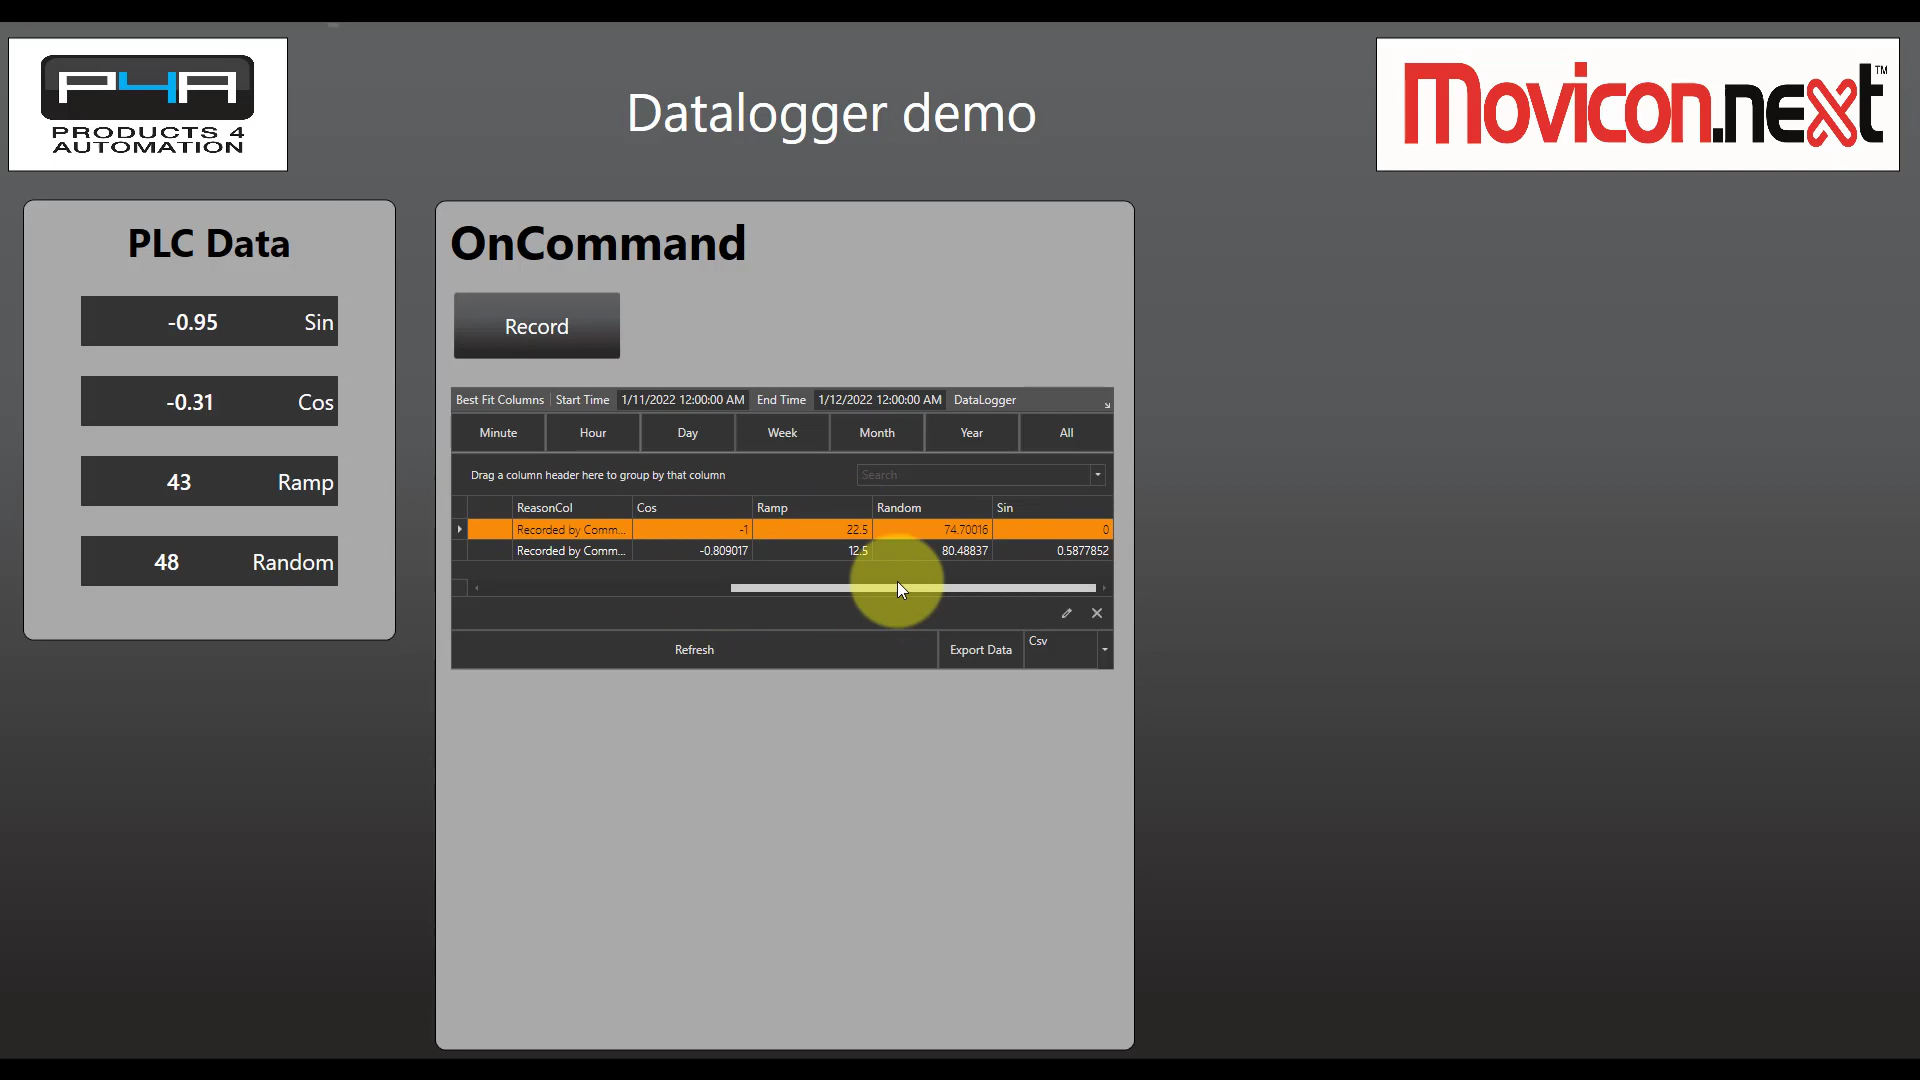 P4A
PRODUCTS 4
AUTOMATION
Datalogger demo
Movicon.next™
PLC Data
-0.95 Sin
-0.31 Cos
43 Ramp
48 Random
OnCommand
Record
Best Fit Columns Start Time 1/11/2022 12:00:00 AM End Time 1/12/2022 12:00:00 AM DataLogger
Minute Hour Day Week Month Year All
Drag a column header here to group by that column Search
ReasonCol Cos Ramp Random Sin
Recorded by Comm... -1 22.5 74.70016 0
Recorded by Comm... -0.809017 12.5 80.48837 0.5877852
Refresh Export Data Csv